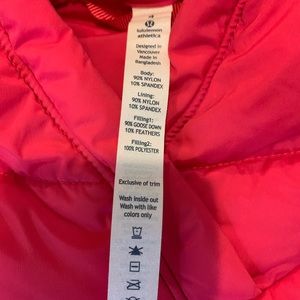 4
lululemon
athletica
Designed in
Vancouver
Made in
Bangladesh
Body:
90% NYLON
10% SPANDEX
Lining:
90% NYLON
10% SPANDEX
Filling1:
90% GOOSE DOWN
10% FEATHERS
Filling2:
100% POLYESTER
Exclusive of trim
Wash inside out
Wash with like
colors only